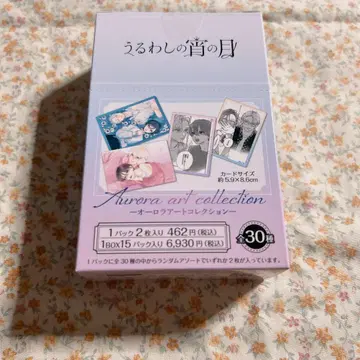 うるわしの宵の月
カードサイズ
約5.9×8.6cm
Aurora art collection
ーオーロラアートコレクションー
1パック2枚入り 462円(税込)
1BOX15パック入り 6,930円(税込)
全30種
1パックに全30種の中からランダムアソートでいずれか2枚が入っています。